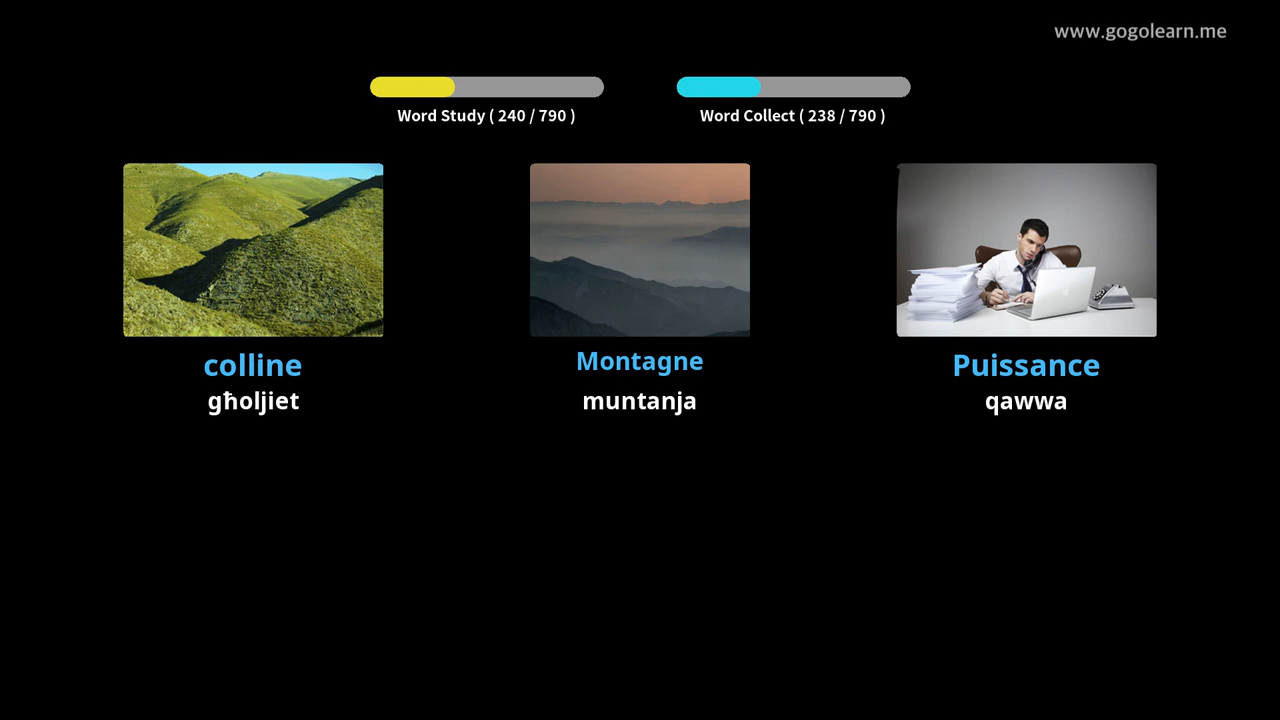 www.gogolearn.me
Word Study ( 240 / 790 )
Word Collect ( 238 / 790 )
colline
Montagne
Puissance
għoljiet
muntanja
qawwa